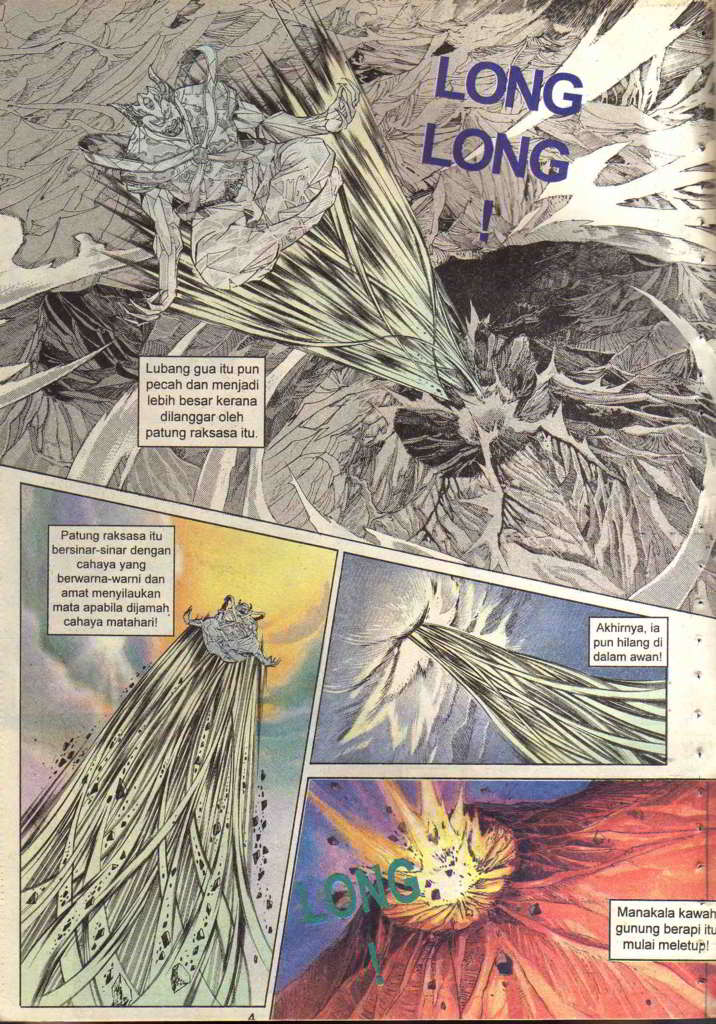 LONG
LONG
!
Lubang gua itu pun
pecah dan menjadi
lebih besar kerana
dilanggar oleh
patung raksasa itu.
Patung raksasa itu
bersinar-sinar dengan
cahaya yang
berwarna-warni dan
amat menyilaukan
mata apabila dijamah
cahaya matahari!
Akhirnya, ia
pun hilang di
dalam awan!
LONG
!
Manakala kawah
gunung berapi itu
mulai meletup!
4